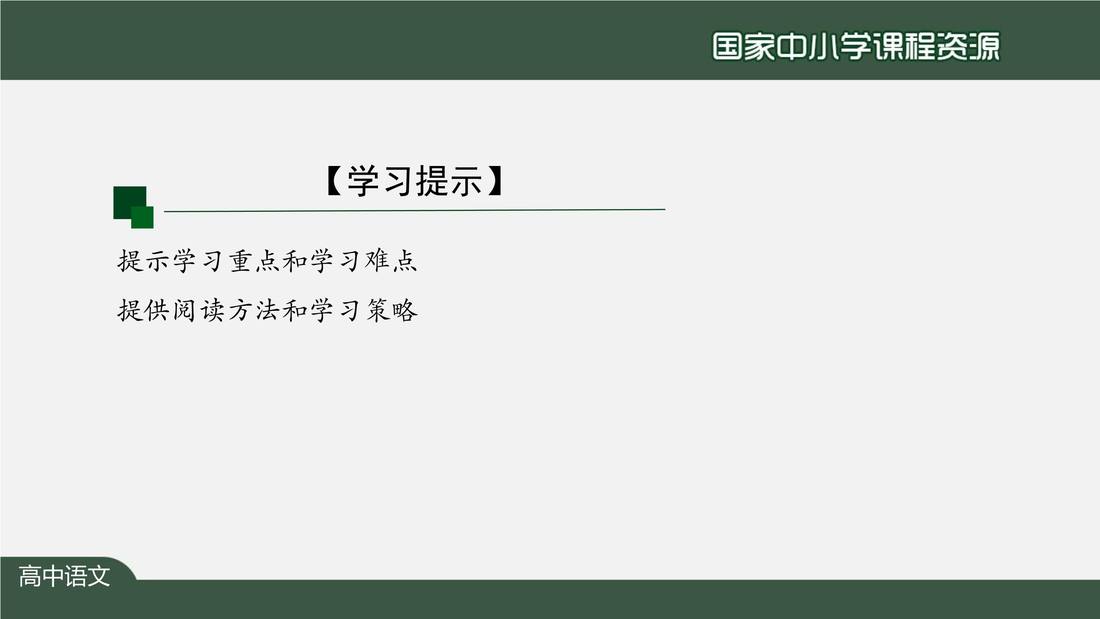 国家中小学课程资源
【学习提示】
提示学习重点和学习难点
提供阅读方法和学习策略
高中语文